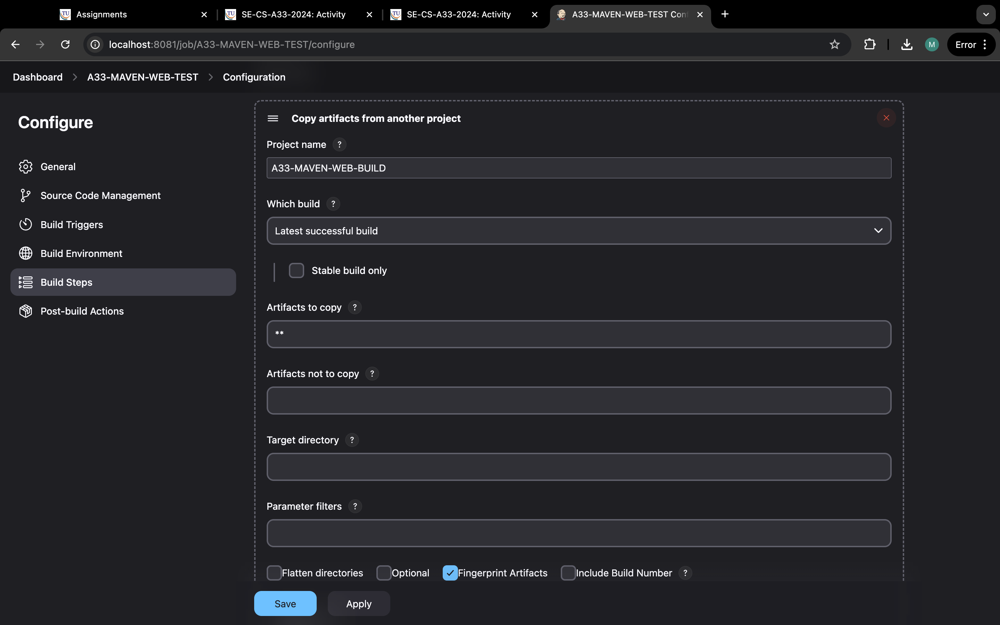 Assignments
SE-CS-A33-2024: Activity
SE-CS-A33-2024: Activity
A33-MAVEN-WEB-TEST Con
localhost:8081/job/A33-MAVEN-WEB-TEST/configure
M
Error
Dashboard
A33-MAVEN-WEB-TEST
Configuration
Configure
General
Source Code Management
Build Triggers
Build Environment
Build Steps
Post-build Actions
Copy artifacts from another project
Project name ?
A33-MAVEN-WEB-BUILD
Which build ?
Latest successful build
Stable build only
Artifacts to copy ?
**
Artifacts not to copy ?
Target directory ?
Parameter filters ?
Flatten directories
Optional
Fingerprint Artifacts
Include Build Number ?
Save
Apply